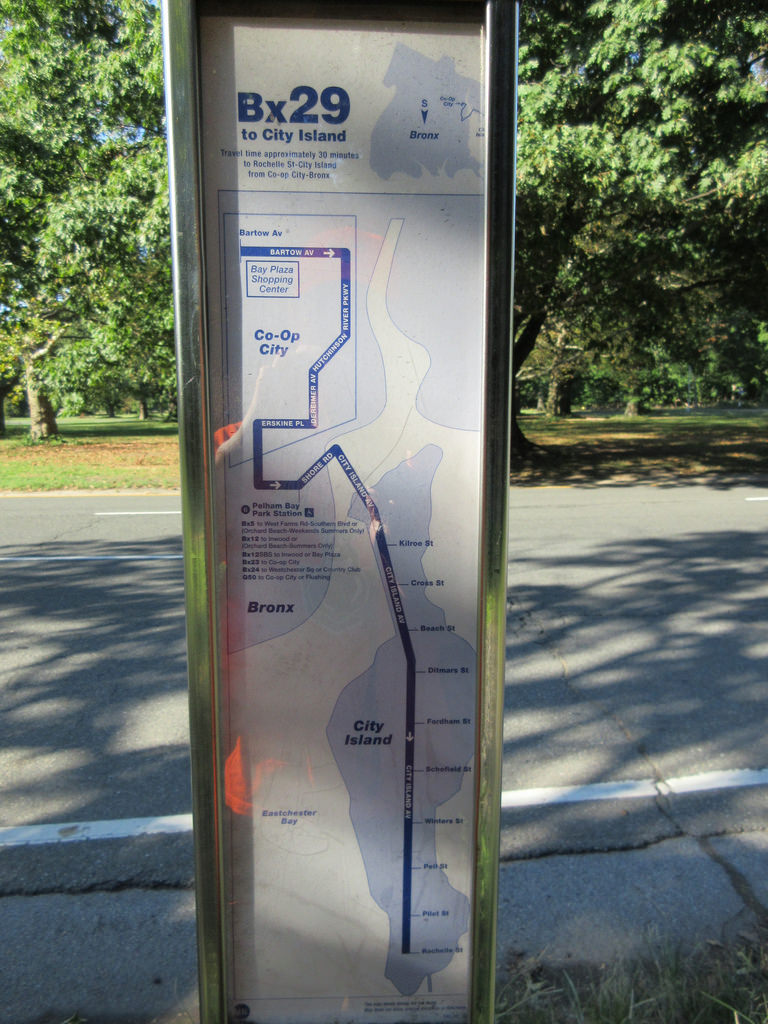 Bx29
to City Island
Travel time approximately 30 minutes
to Rochelle St-City Island
from Co-op City-Bronx
S
Bronx
Co-Op
City
Bartow Av
BARTOW AV
Bay Plaza
Shopping
Center
HUTCHINSON RIVER PKWY
Co-Op
City
DEREIMER AV
ERSKINE PL
SHORE RD
CITY ISLAND AV
6 Pelham Bay
Park Station
Bx5 to West Farms Rd-Southern Blvd or
(Orchard Beach-Weekends Summers Only)
Bx12 to Inwood or
(Orchard Beach-Summers Only)
Bx12SBS to Inwood or Bay Plaza
Bx23 to Co-op City
Bx24 to Westchester Sq or Country Club
Q50 to Co-op City or Flushing
Kilroe St
Cross St
CITY ISLAND AV
Bronx
Beach St
Ditmars St
City
Island
Fordham St
Schofield St
CITY ISLAND AV
Eastchester
Bay
Winters St
Pell St
Pilot St
Rochelle St